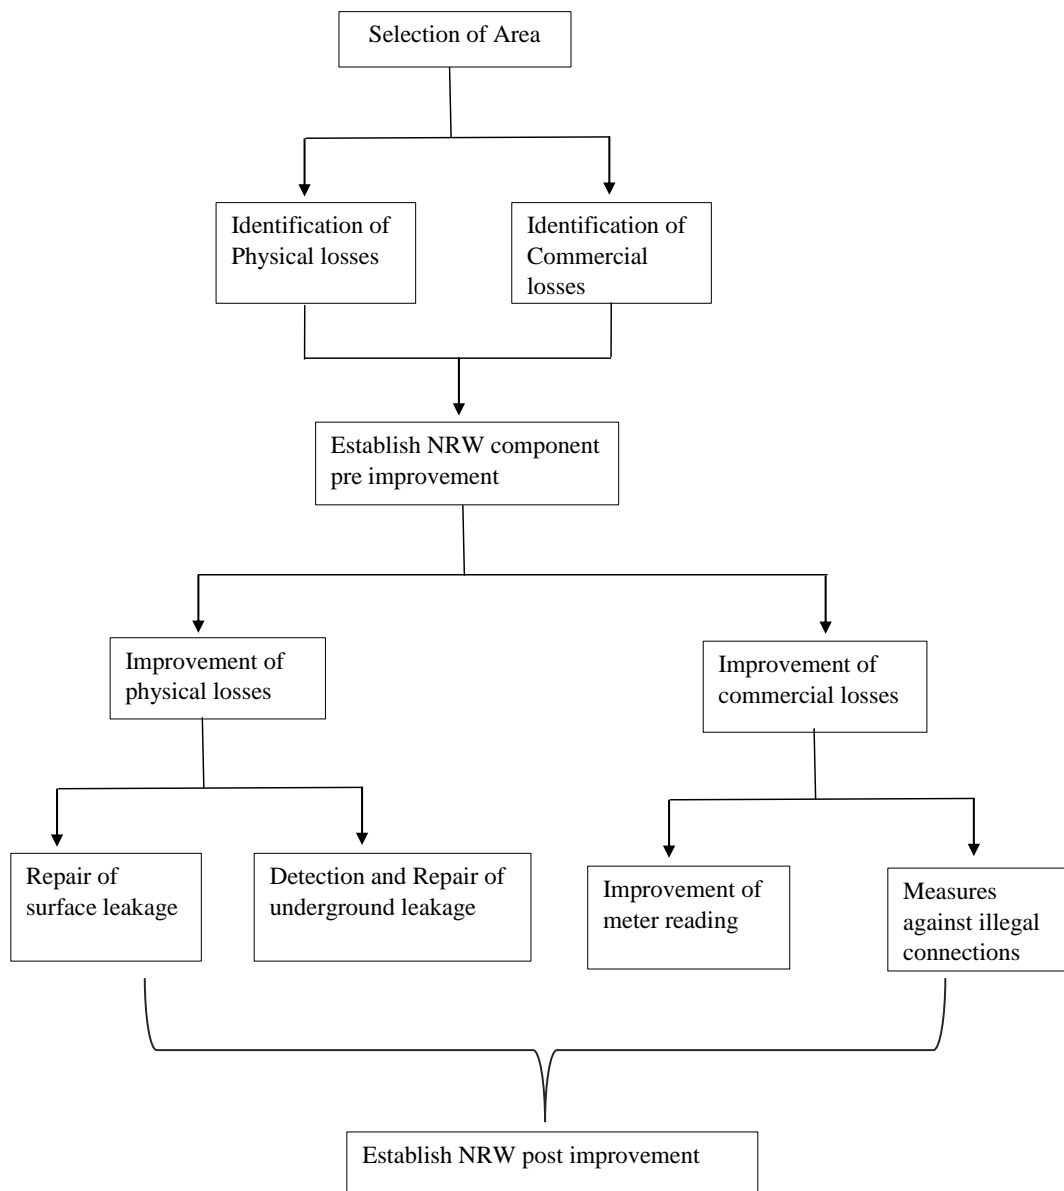 Selection of Area
Identification of
Physical losses
Identification of
Commercial
losses
Establish NRW component
pre improvement
Improvement of
physical losses
Improvement of
commercial losses
Repair of
surface leakage
Detection and Repair of
underground leakage
Improvement of
meter reading
Measures
against illegal
connections
Establish NRW post improvement